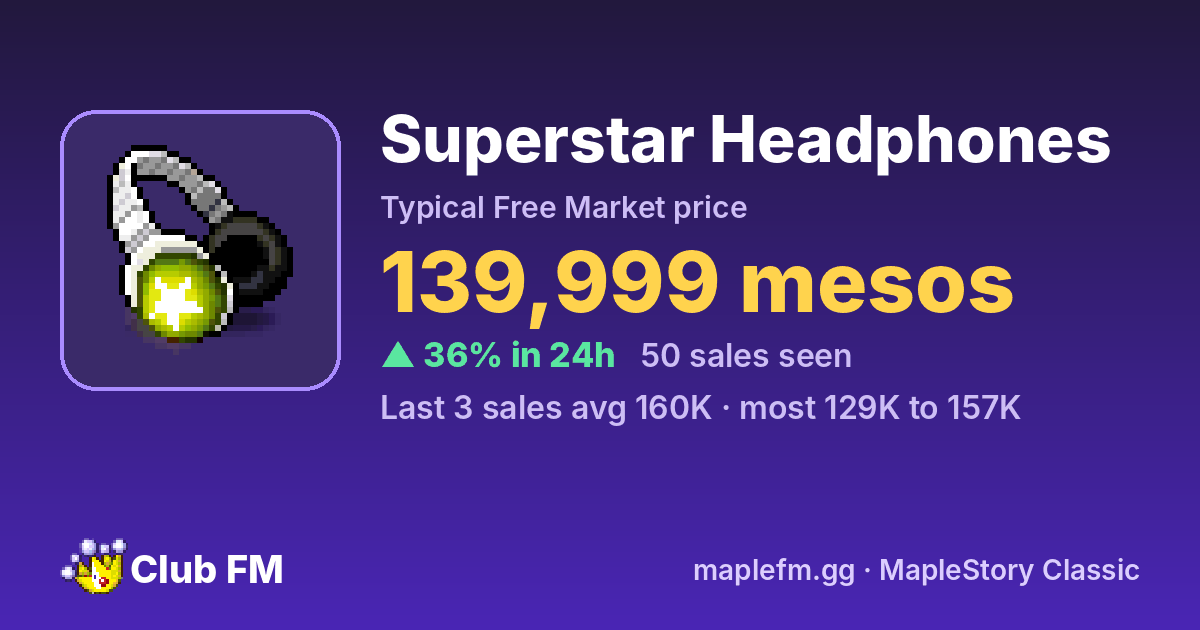 Superstar Headphones
Typical Free Market price
139,999 mesos
▲ 36% in 24h 50 sales seen
Last 3 sales avg 160K · most 129K to 157K
Club FM
maplefm.gg · MapleStory Classic